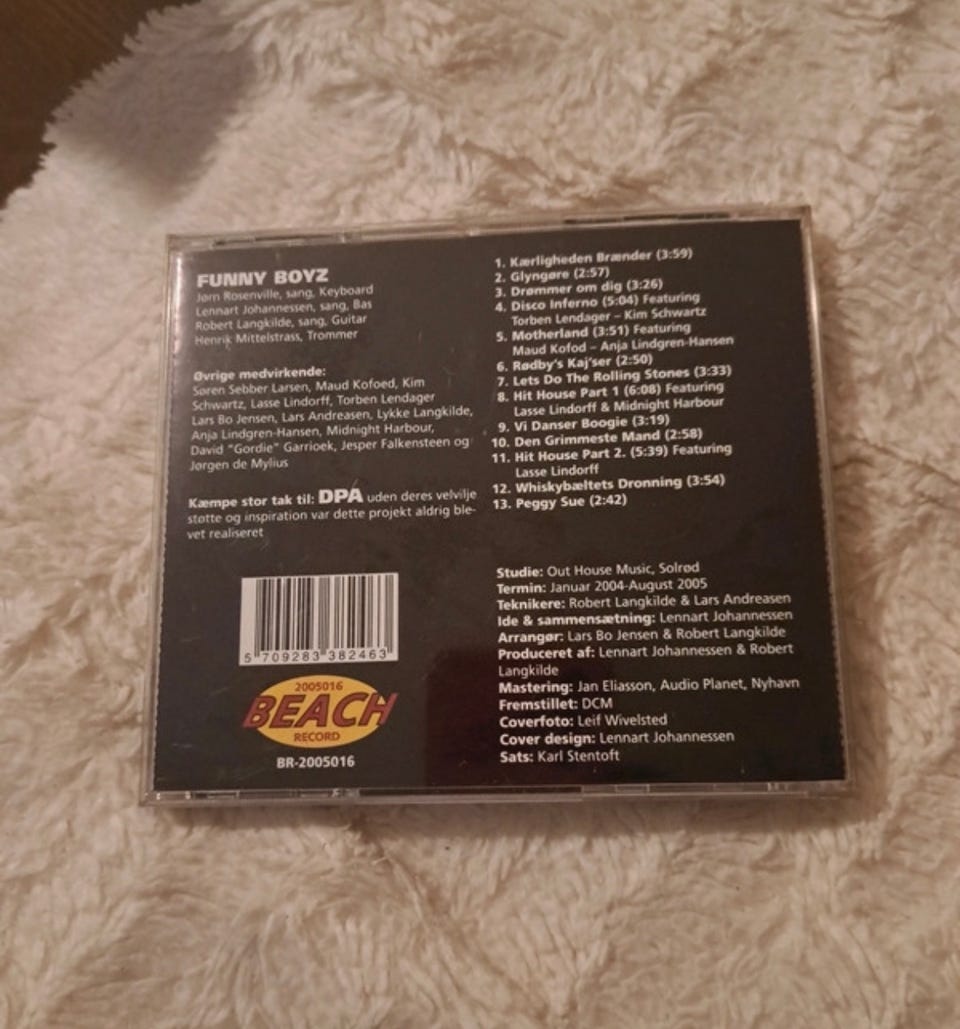 FUNNY BOYZ
Jørn Rosenville, sang, Keyboard
Lennart Johannessen, sang, Bas
Robert Langkilde, sang, Guitar
Henrik Mittelstrass, Trommer
Øvrige medvirkende:
Søren Sebber Larsen, Maud Kofoed, Kim
Schwartz, Lasse Lindorff, Torben Lendager
Lars Bo Jensen, Lars Andreasen, Lykke Langkilde,
Anja Lindgren-Hansen, Midnight Harbour,
David "Gordie" Garrioek, Jesper Falkensteen og
Jørgen de Mylius
Kæmpe stor tak til: DPA uden deres velvilje
støtte og inspiration var dette projekt aldrig ble-
vet realiseret
5 709283 382463
2005016
BEACH
RECORD
BR-2005016
1. Kærligheden Brænder (3:59)
2. Glyngøre (2:57)
3. Drømmer om dig (3:26)
4. Disco Inferno (5:04) Featuring
Torben Lendager – Kim Schwartz
5. Motherland (3:51) Featuring
Maud Kofod – Anja Lindgren-Hansen
6. Rødby's Kaj'ser (2:50)
7. Lets Do The Rolling Stones (3:33)
8. Hit House Part 1 (6:08) Featuring
Lasse Lindorff & Midnight Harbour
9. Vi Danser Boogie (3:19)
10. Den Grimmeste Mand (2:58)
11. Hit House Part 2. (5:39) Featuring
Lasse Lindorff
12. Whiskybæltets Dronning (3:54)
13. Peggy Sue (2:42)
Studie: Out House Music, Solrød
Termin: Januar 2004-August 2005
Teknikere: Robert Langkilde & Lars Andreasen
Ide & sammensætning: Lennart Johannessen
Arrangør: Lars Bo Jensen & Robert Langkilde
Produceret af: Lennart Johannessen & Robert
Langkilde
Mastering: Jan Eliasson, Audio Planet, Nyhavn
Fremstillet: DCM
Coverfoto: Leif Wivelsted
Cover design: Lennart Johannessen
Sats: Karl Stentoft